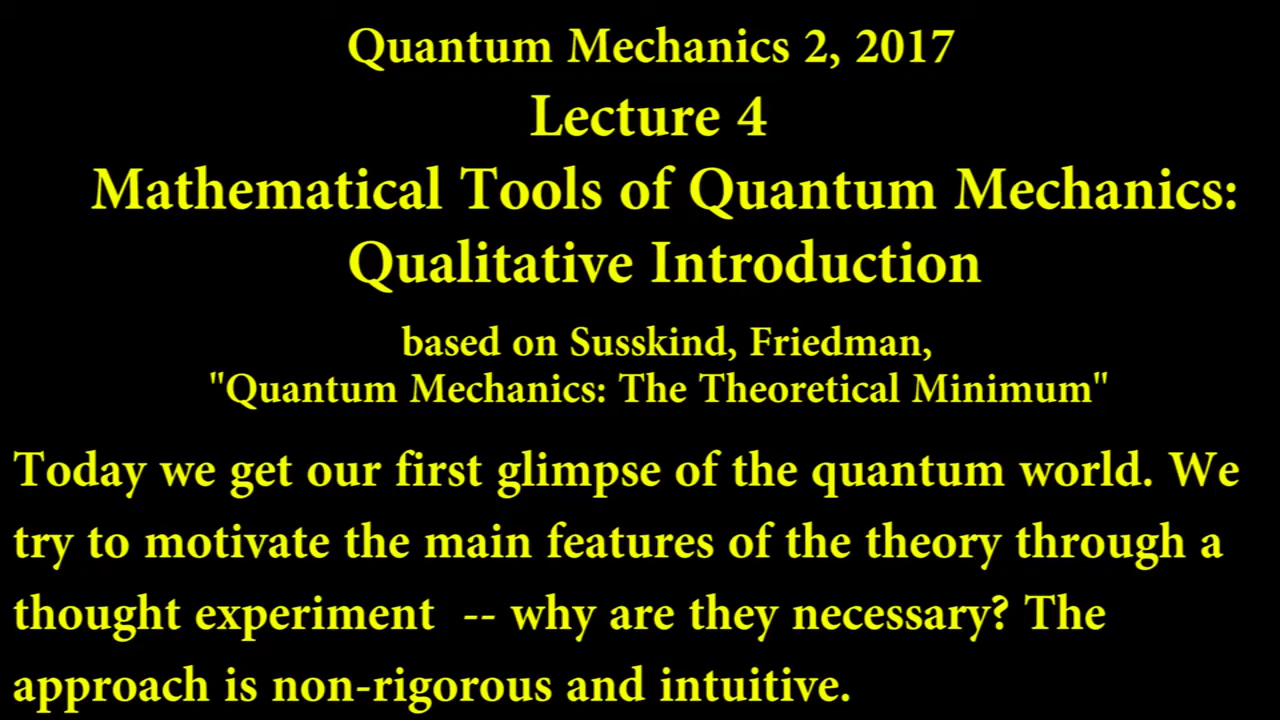 Quantum Mechanics 2, 2017
Lecture 4
Mathematical Tools of Quantum Mechanics:
Qualitative Introduction
based on Susskind, Friedman,
"Quantum Mechanics: The Theoretical Minimum"
Today we get our first glimpse of the quantum world. We
try to motivate the main features of the theory through a
thought experiment  -- why are they necessary? The
approach is non-rigorous and intuitive.